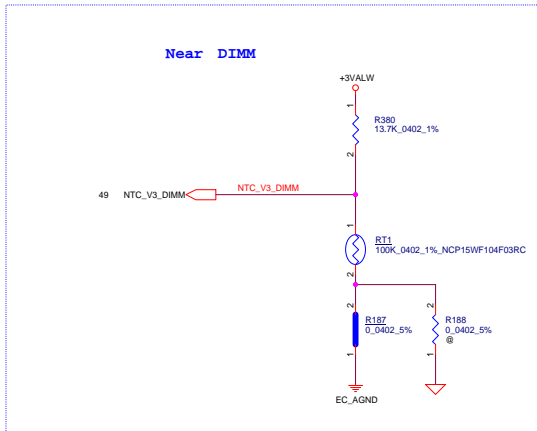 Near DIMM
+3VALW
1
R380
13.7K_0402_1%
2
49 NTC_V3_DIMM NTC_V3_DIMM
1
RT1
100K_0402_1%_NCP15WF104F03RC
2
2 2
R187 R188
0_0402_5% 0_0402_5%
@
1 1
EC_AGND